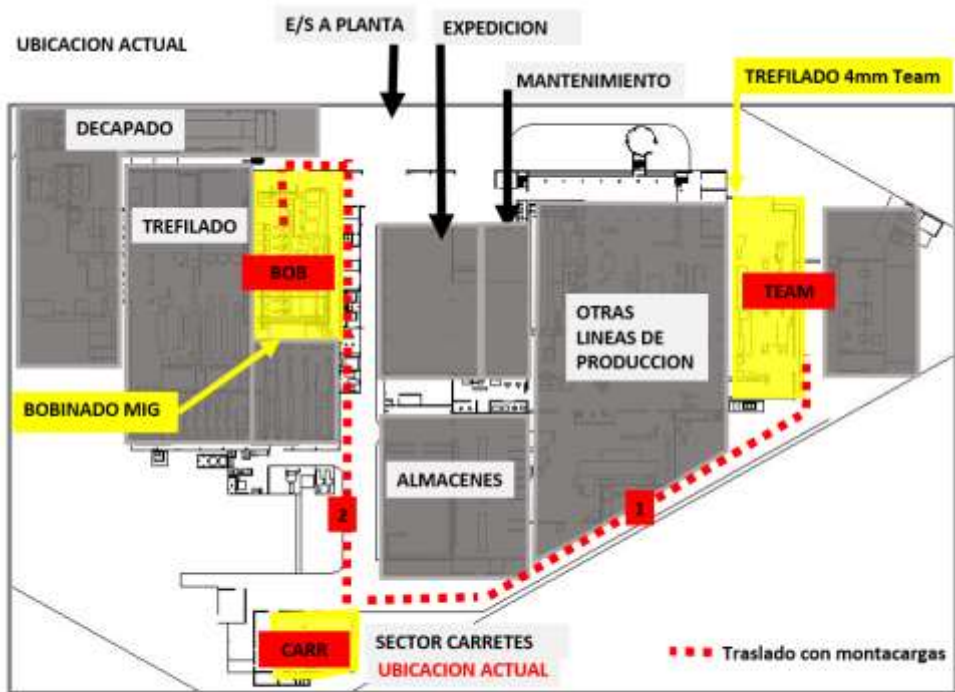 E/S A PLANTA
EXPEDICION
UBICACION ACTUAL
MANTENIMIENTO
TREFILADO 4mm Team
DECAPADO
TREFILADO
BOB
TEAM
OTRAS
LINEAS DE
PRODUCCION
BOBINADO MIG
ALMACENES
2
1
CARR
SECTOR CARRETES
UBICACION ACTUAL
Traslado con montacargas